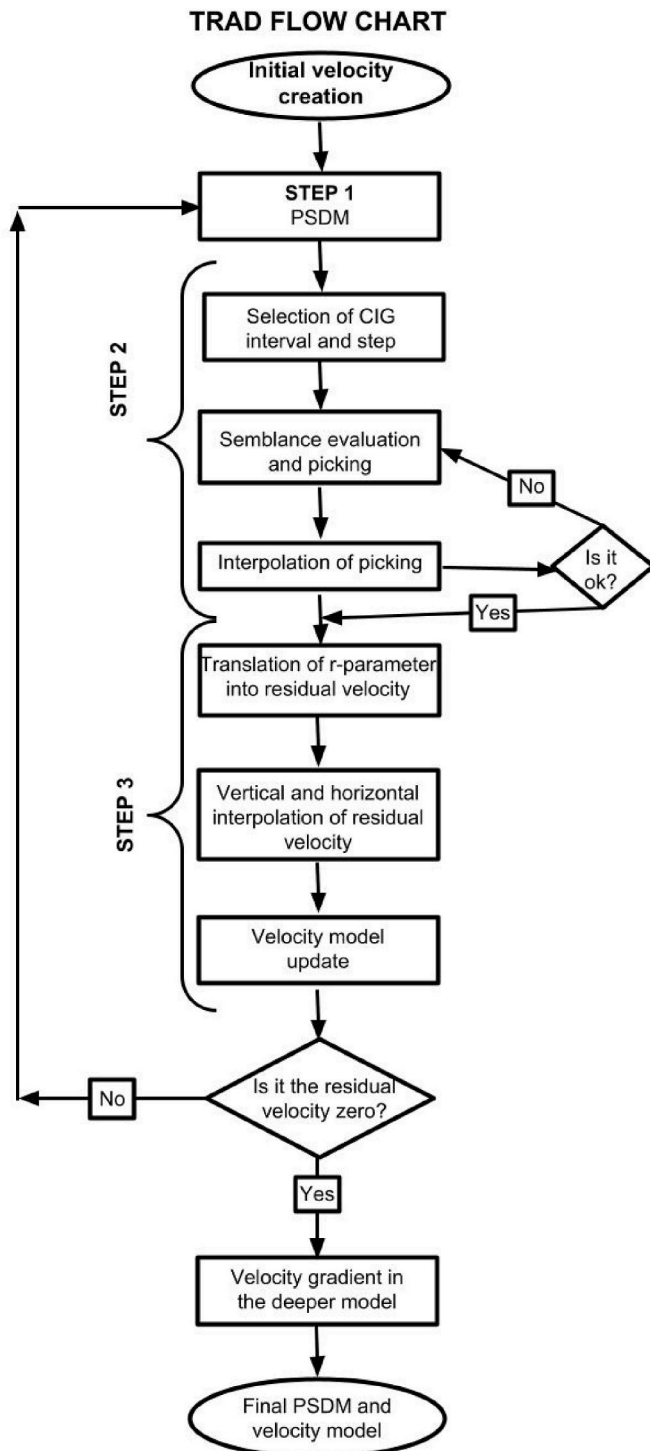 TRAD FLOW CHART
Initial velocity
creation
STEP 1
PSDM
STEP 2
Selection of CIG
interval and step
Semblance evaluation
and picking
No
Interpolation of picking
Is it
ok?
Yes
STEP 3
Translation of r-parameter
into residual velocity
Vertical and horizontal
interpolation of residual
velocity
Velocity model
update
Is it the residual
velocity zero?
No
Yes
Velocity gradient in
the deeper model
Final PSDM and
velocity model